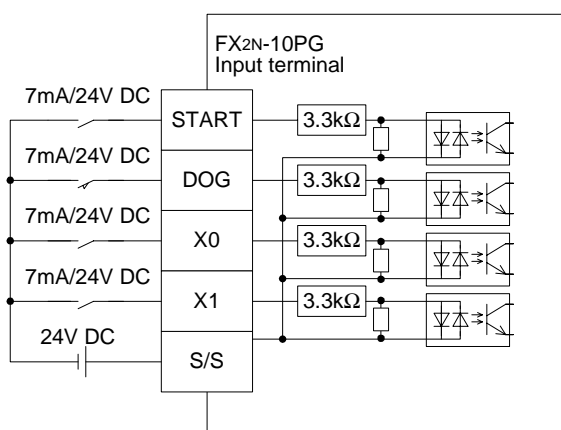 FX2N-10PG
Input terminal
7mA/24V DC
START
3.3kΩ
7mA/24V DC
DOG
3.3kΩ
7mA/24V DC
X0
3.3kΩ
7mA/24V DC
X1
3.3kΩ
24V DC
S/S